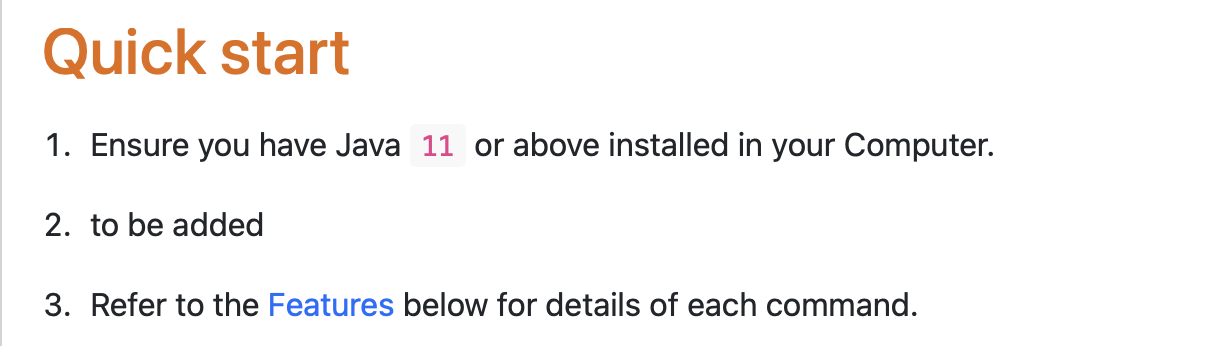 Quick start
1. Ensure you have Java 11 or above installed in your Computer.
2. to be added
3. Refer to the Features below for details of each command.